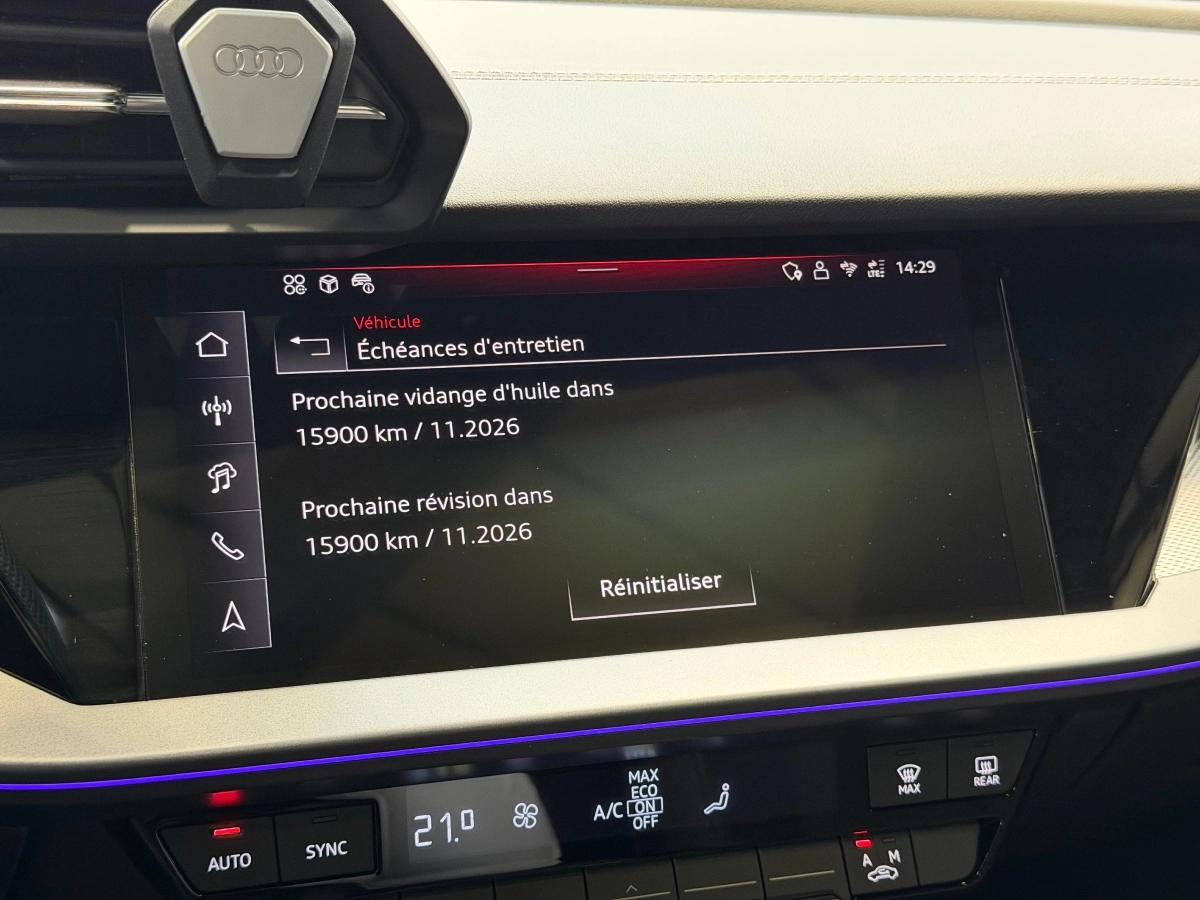 LTE
14:29
Véhicule
Échéances d'entretien
Prochaine vidange d'huile dans
15900 km / 11.2026
Prochaine révision dans
15900 km / 11.2026
Réinitialiser
MAX
ECO
A/C ON
OFF
21.0
AUTO
SYNC
MAX
REAR
A M